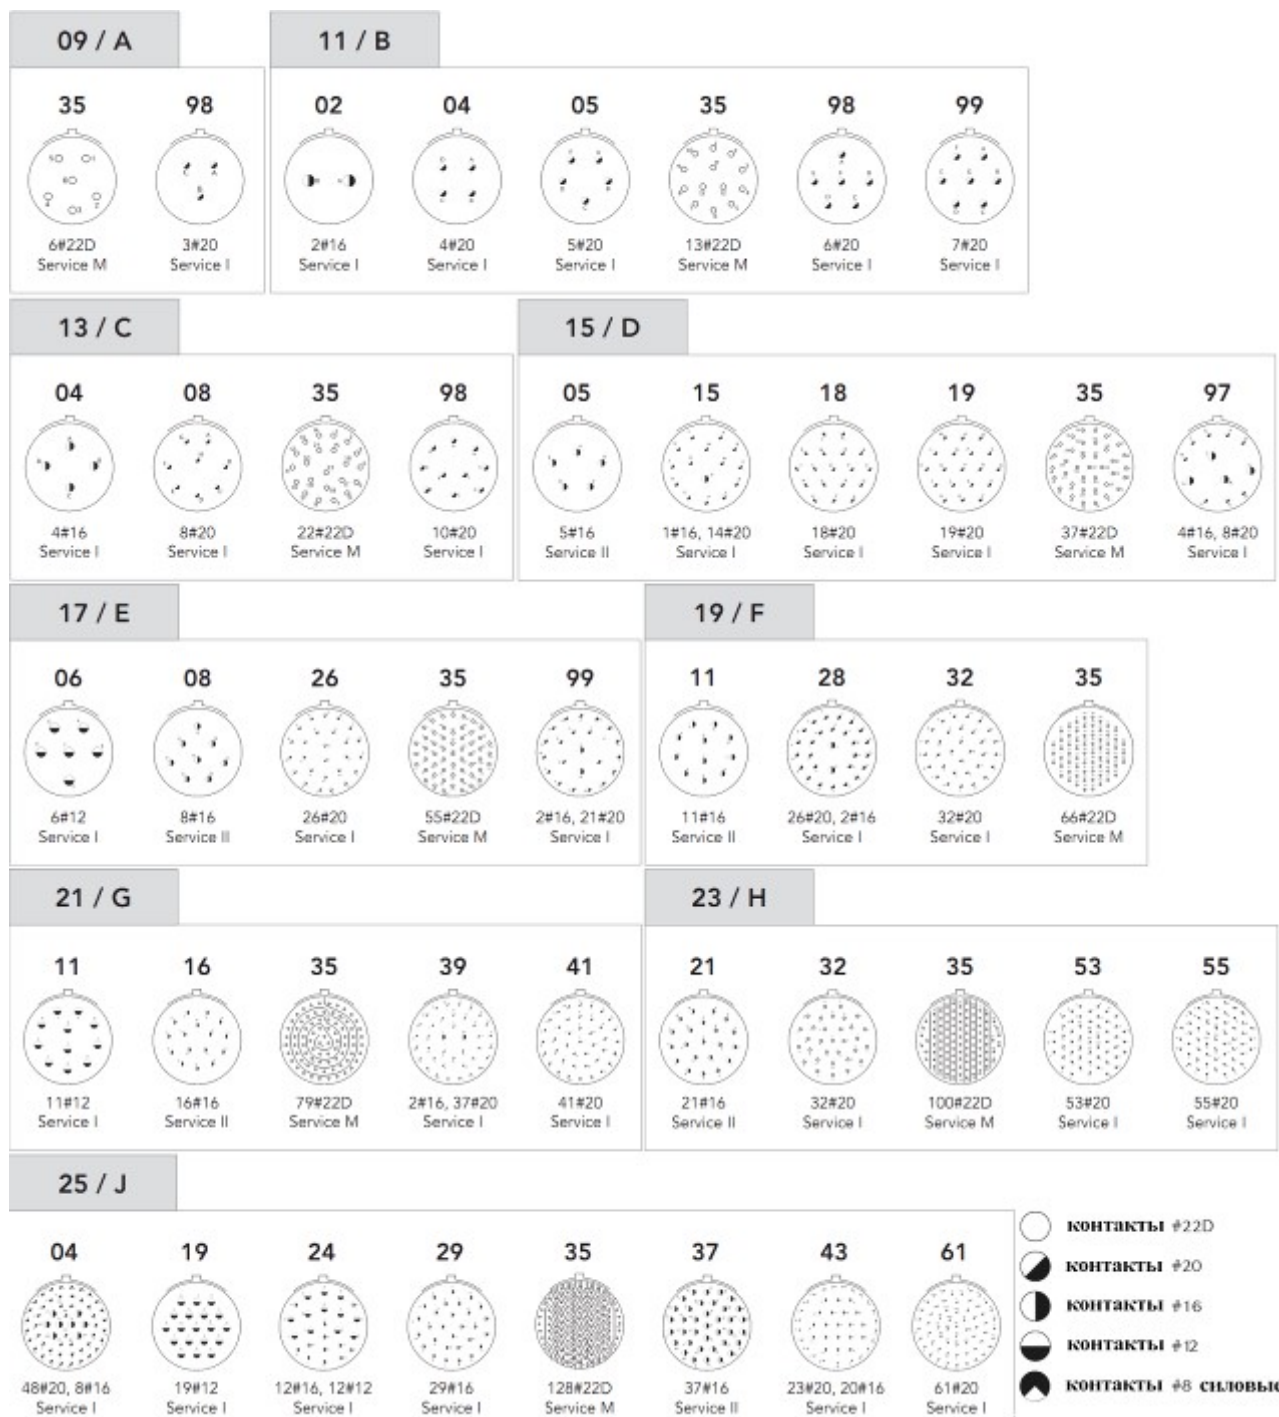 09 / A
11 / B
35 98 02 04 05 35 98 99
6#22D 3#20 2#16 4#20 5#20 13#22D 6#20 7#20
Service M Service I Service I Service I Service I Service M Service I Service I
13 / C
15 / D
04 08 35 98 05 15 18 19 35 97
4#16 8#20 22#22D 10#20 5#16 1#16, 14#20 18#20 19#20 37#22D 4#16, 8#20
Service I Service I Service M Service I Service II Service I Service I Service I Service M Service I
17 / E
19 / F
06 08 26 35 99 11 28 32 35
6#12 8#16 26#20 55#22D 2#16, 21#20 11#16 26#20, 2#16 32#20 66#22D
Service I Service II Service I Service M Service I Service II Service I Service I Service M
21 / G
23 / H
11 16 35 39 41 21 32 35 53 55
11#12 16#16 79#22D 2#16, 37#20 41#20 21#16 32#20 100#22D 53#20 55#20
Service I Service II Service M Service I Service I Service II Service I Service M Service I Service I
25 / J
04 19 24 29 35 37 43 61
48#20, 8#16 19#12 12#16, 12#12 29#16 128#22D 37#16 23#20, 20#16 61#20
Service I Service I Service I Service I Service M Service II Service I Service I
контакты #22D
контакты #20
контакты #16
контакты #12
контакты #8 силовые